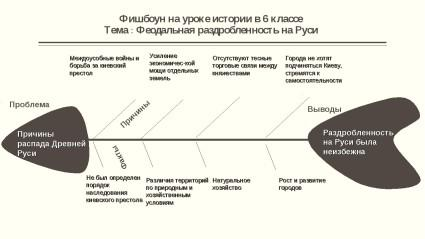 Фишбоун на уроке истории в 6 классе
Тема : Феодальная раздробленность на Руси
Междоусобные войны и
борьба за киевский
престол
Усиление
экономичес-кой
мощи отдельных
земель
Отсутствуют тесные
торговые связи между
княжествами
Города не хотят
подчиняться Киеву,
стремятся к
самостоятельности
Проблема
Причины
Выводы
Причины
распада Древней
Руси
Раздробленность
на Руси была
неизбежна
Факты
Не был определен
порядок
наследования
киевского престола
Различия территорий
по природным и
хозяйственным
условиям
Натуральное
хозяйство
Рост и развитие
городов